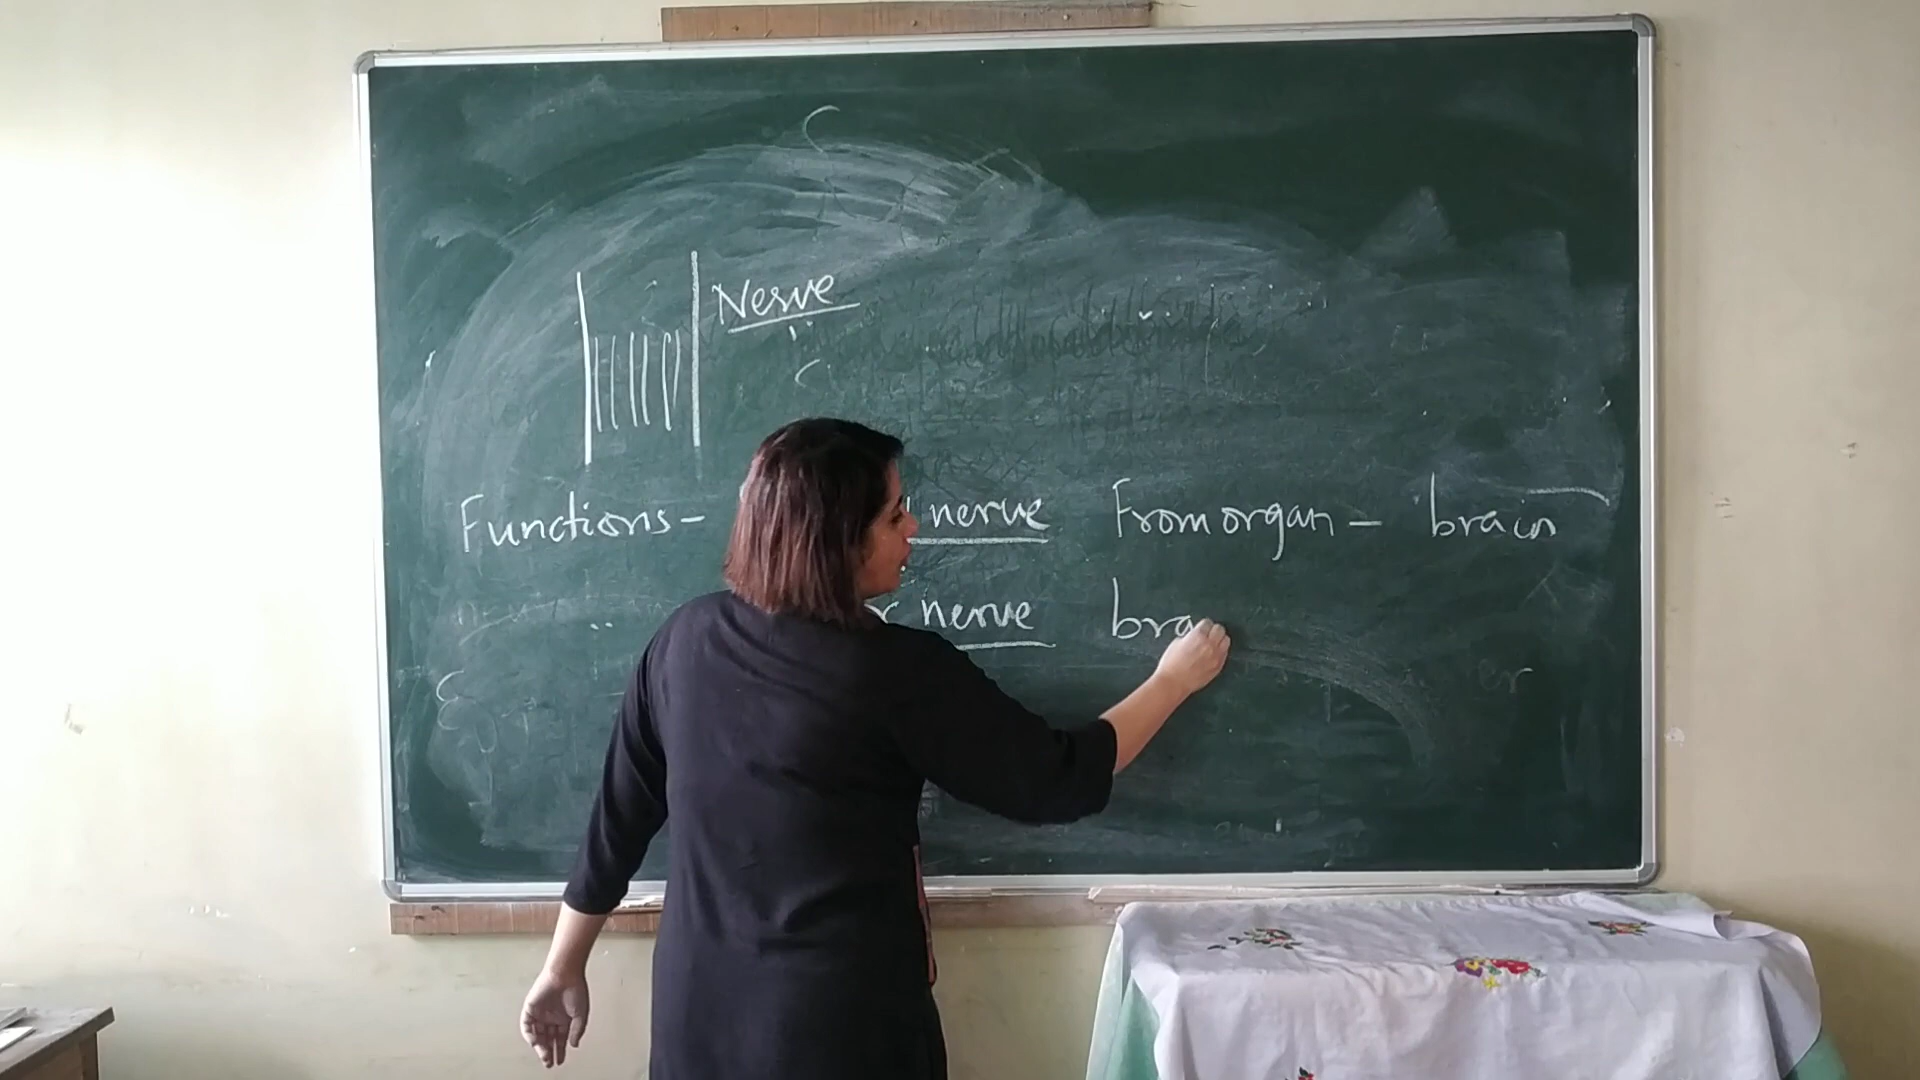 Nerve
Functions - nerve From organ - brain
nerve bra